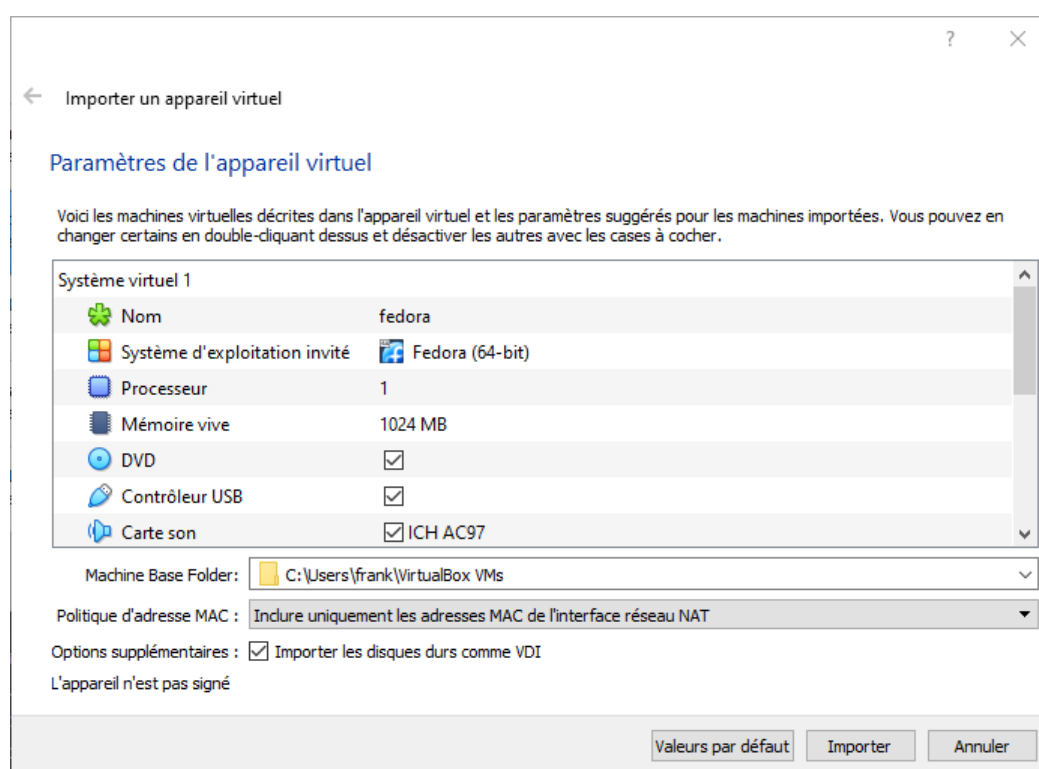 ?
Importer un appareil virtuel
Paramètres de l'appareil virtuel
Voici les machines virtuelles décrites dans l'appareil virtuel et les paramètres suggérés pour les machines importées. Vous pouvez en
changer certains en double-cliquant dessus et désactiver les autres avec les cases à cocher.
Système virtuel 1
Nom fedora
Système d'exploitation invité Fedora (64-bit)
Processeur 1
Mémoire vive 1024 MB
DVD
Contrôleur USB
Carte son ICH AC97
Machine Base Folder: C:\Users\frank\VirtualBox VMs
Politique d'adresse MAC : Inclure uniquement les adresses MAC de l'interface réseau NAT
Options supplémentaires : Importer les disques durs comme VDI
L'appareil n'est pas signé
Valeurs par défaut Importer Annuler